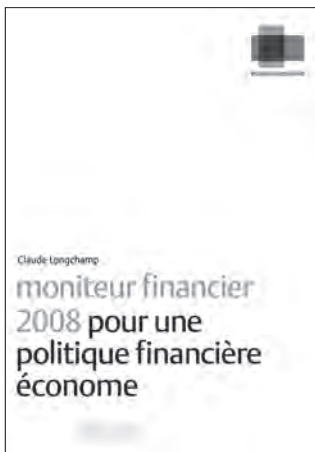 Claude Longchamp
moniteur financier
2008 pour une
politique financière
économe